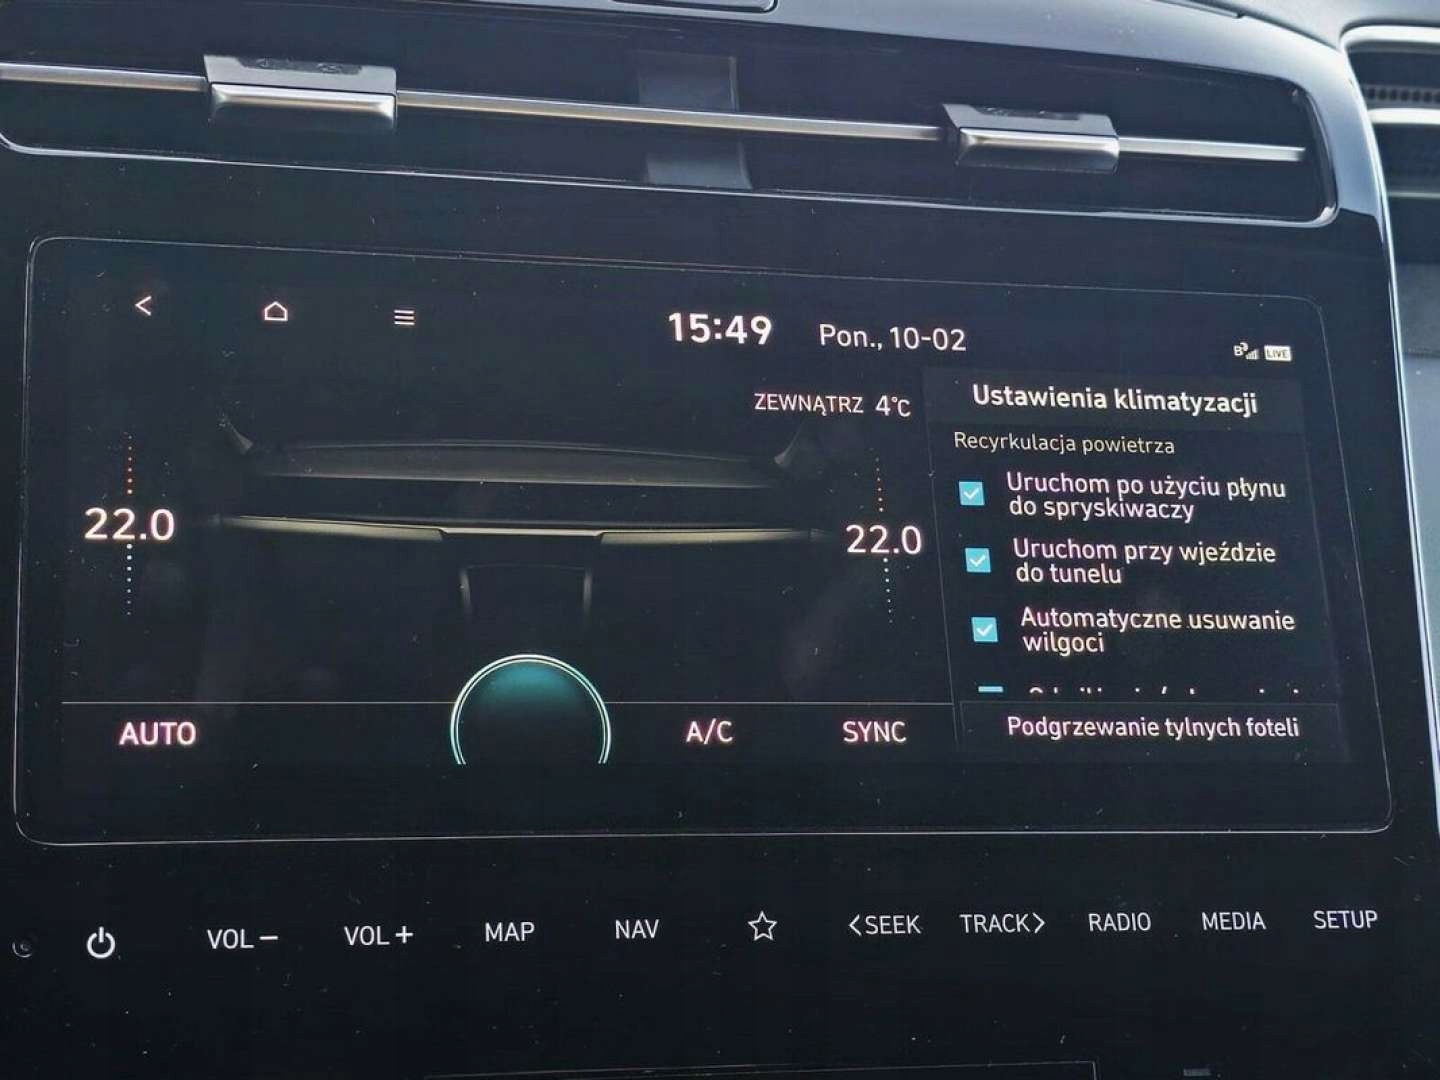 15:49 Pon., 10-02
B LIVE
ZEWNĄTRZ 4°C
22.0
22.0
Ustawienia klimatyzacji
Recyrkulacja powietrza
Uruchom po użyciu płynu
do spryskiwaczy
Uruchom przy wjeździe
do tunelu
Automatyczne usuwanie
wilgoci
Podgrzewanie tylnych foteli
AUTO A/C SYNC
VOL− VOL+ MAP NAV <SEEK TRACK> RADIO MEDIA SETUP